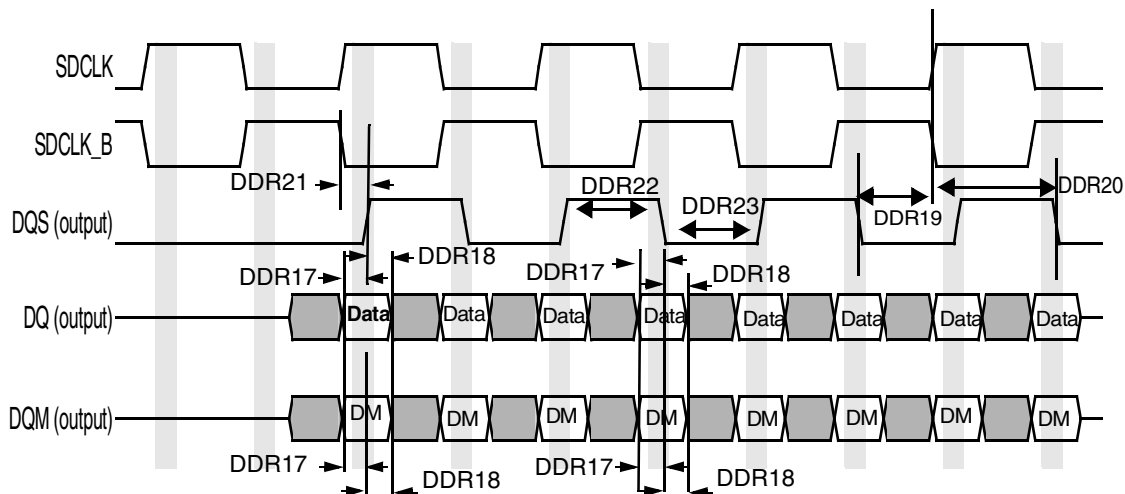 SDCLK
SDCLK_B
DDR21
DDR22
DDR23
DDR19
DDR20
DQS (output)
DDR17
DDR18
DDR17
DDR18
DQ (output)
Data
Data
Data
Data
Data
Data
Data
Data
DQM (output)
DM
DM
DM
DM
DM
DM
DM
DM
DDR17
DDR18
DDR17
DDR18